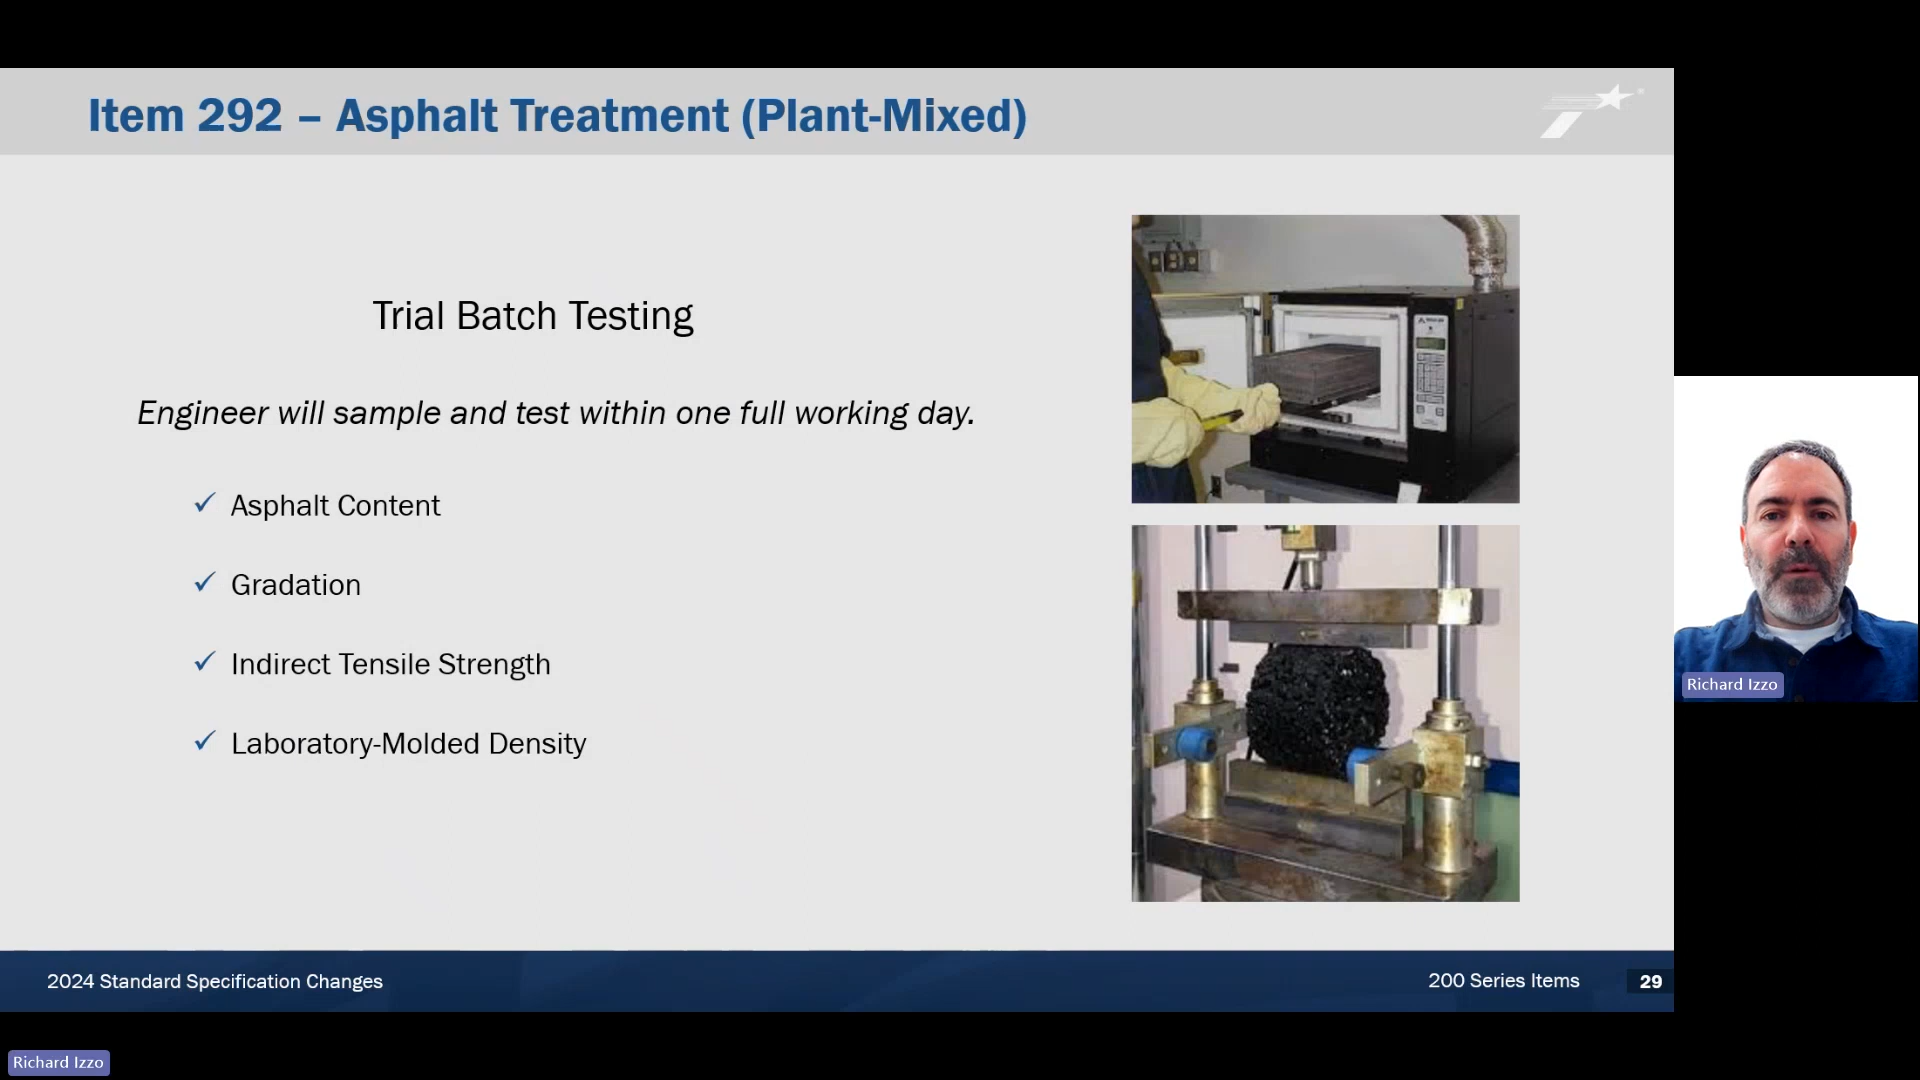 Item 292 – Asphalt Treatment (Plant-Mixed)
Trial Batch Testing
Engineer will sample and test within one full working day.
✓ Asphalt Content
✓ Gradation
✓ Indirect Tensile Strength
✓ Laboratory-Molded Density
Richard Izzo
2024 Standard Specification Changes
200 Series Items
29
Richard Izzo